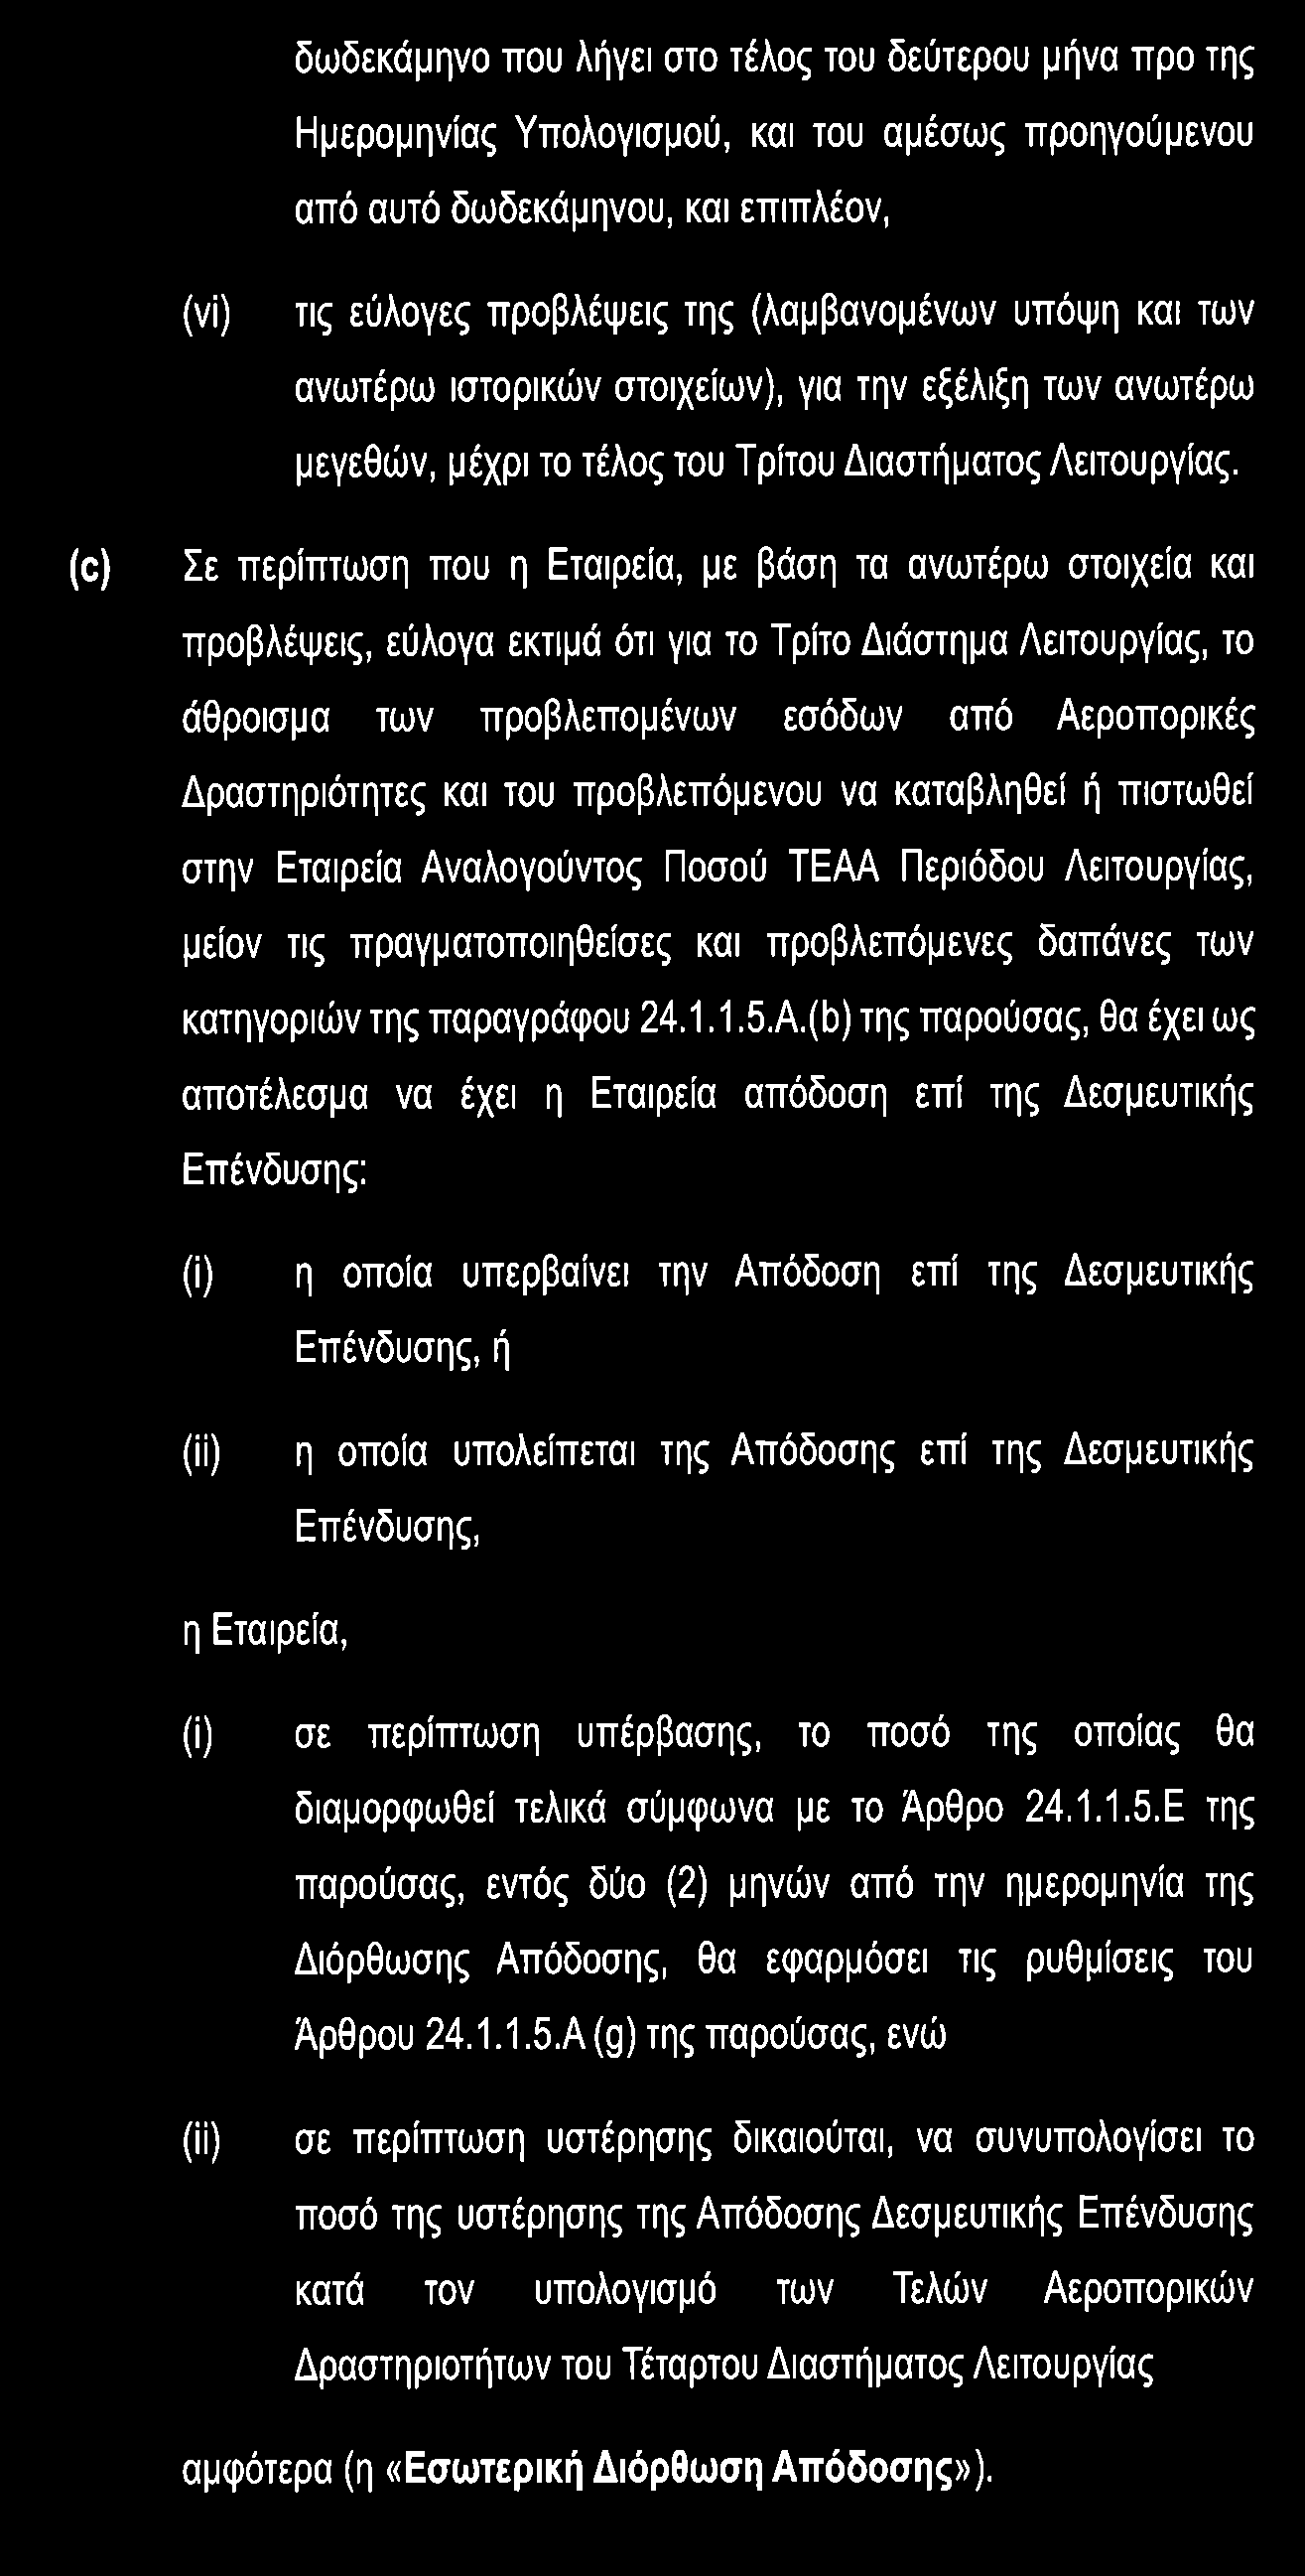 δωδεκάμηνο που λήγει στο τέλος του δεύτερου μήνα προ της
Ημερομηνίας Υπολογισμού, και του αμέσως προηγούμενου
από αυτό δωδεκάμηνου, και επιπλέον,
(vi) τις εύλογες προβλέψεις της (λαμβανομένων υπόψη και των
ανωτέρω ιστορικών στοιχείων), για την εξέλιξη των ανωτέρω
μεγεθών, μέχρι το τέλος του Τρίτου Διαστήματος Λειτουργίας.
(c) Σε περίπτωση που η Εταιρεία, με βάση τα ανωτέρω στοιχεία και
προβλέψεις, εύλογα εκτιμά ότι για το Τρίτο Διάστημα Λειτουργίας, το
άθροισμα των προβλεπομένων εσόδων από Αεροπορικές
Δραστηριότητες και του προβλεπόμενου να καταβληθεί ή πιστωθεί
στην Εταιρεία Αναλογούντος Ποσού ΤΕΑΑ Περιόδου Λειτουργίας,
μείον τις πραγματοποιηθείσες και προβλεπόμενες δαπάνες των
κατηγοριών της παραγράφου 24.1.1.5.Α.(b) της παρούσας, θα έχει ως
αποτέλεσμα να έχει η Εταιρεία απόδοση επί της Δεσμευτικής
Επένδυσης:
(i) η οποία υπερβαίνει την Απόδοση επί της Δεσμευτικής
Επένδυσης, ή
(ii) η οποία υπολείπεται της Απόδοσης επί της Δεσμευτικής
Επένδυσης,
η Εταιρεία,
(i) σε περίπτωση υπέρβασης, το ποσό της οποίας θα
διαμορφωθεί τελικά σύμφωνα με το Άρθρο 24.1.1.5.Ε της
παρούσας, εντός δύο (2) μηνών από την ημερομηνία της
Διόρθωσης Απόδοσης, θα εφαρμόσει τις ρυθμίσεις του
Άρθρου 24.1.1.5.Α (g) της παρούσας, ενώ
(ii) σε περίπτωση υστέρησης δικαιούται, να συνυπολογίσει το
ποσό της υστέρησης της Απόδοσης Δεσμευτικής Επένδυσης
κατά τον υπολογισμό των Τελών Αεροπορικών
Δραστηριοτήτων του Τέταρτου Διαστήματος Λειτουργίας
αμφότερα (η «Εσωτερική Διόρθωση Απόδοσης»).